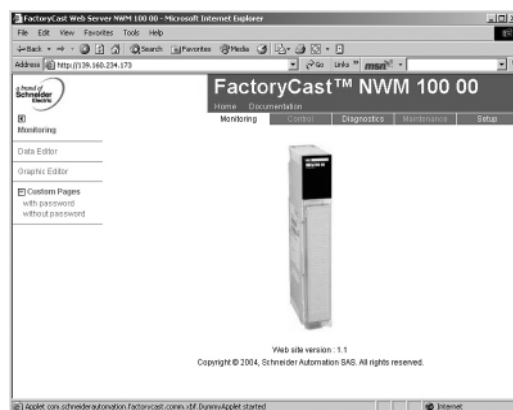 FactoryCast Web Server NWM 100 00 - Microsoft Internet Explorer
File Edit View Favorites Tools Help
Back Search Favorites Media
Address http://139.160.234.173 Go Links msn
a brand of
Schneider
Electric
FactoryCast™ NWM 100 00
Home Documentation
Monitoring Control Diagnostics Maintenance Setup
Monitoring
Data Editor
Graphic Editor
Custom Pages
with password
without password
Web site version : 1.1
Copyright © 2004, Schneider Automation SAS. All rights reserved.
Applet com.schneiderautomation.factorycast.comm.xbf.DummyApplet started Internet